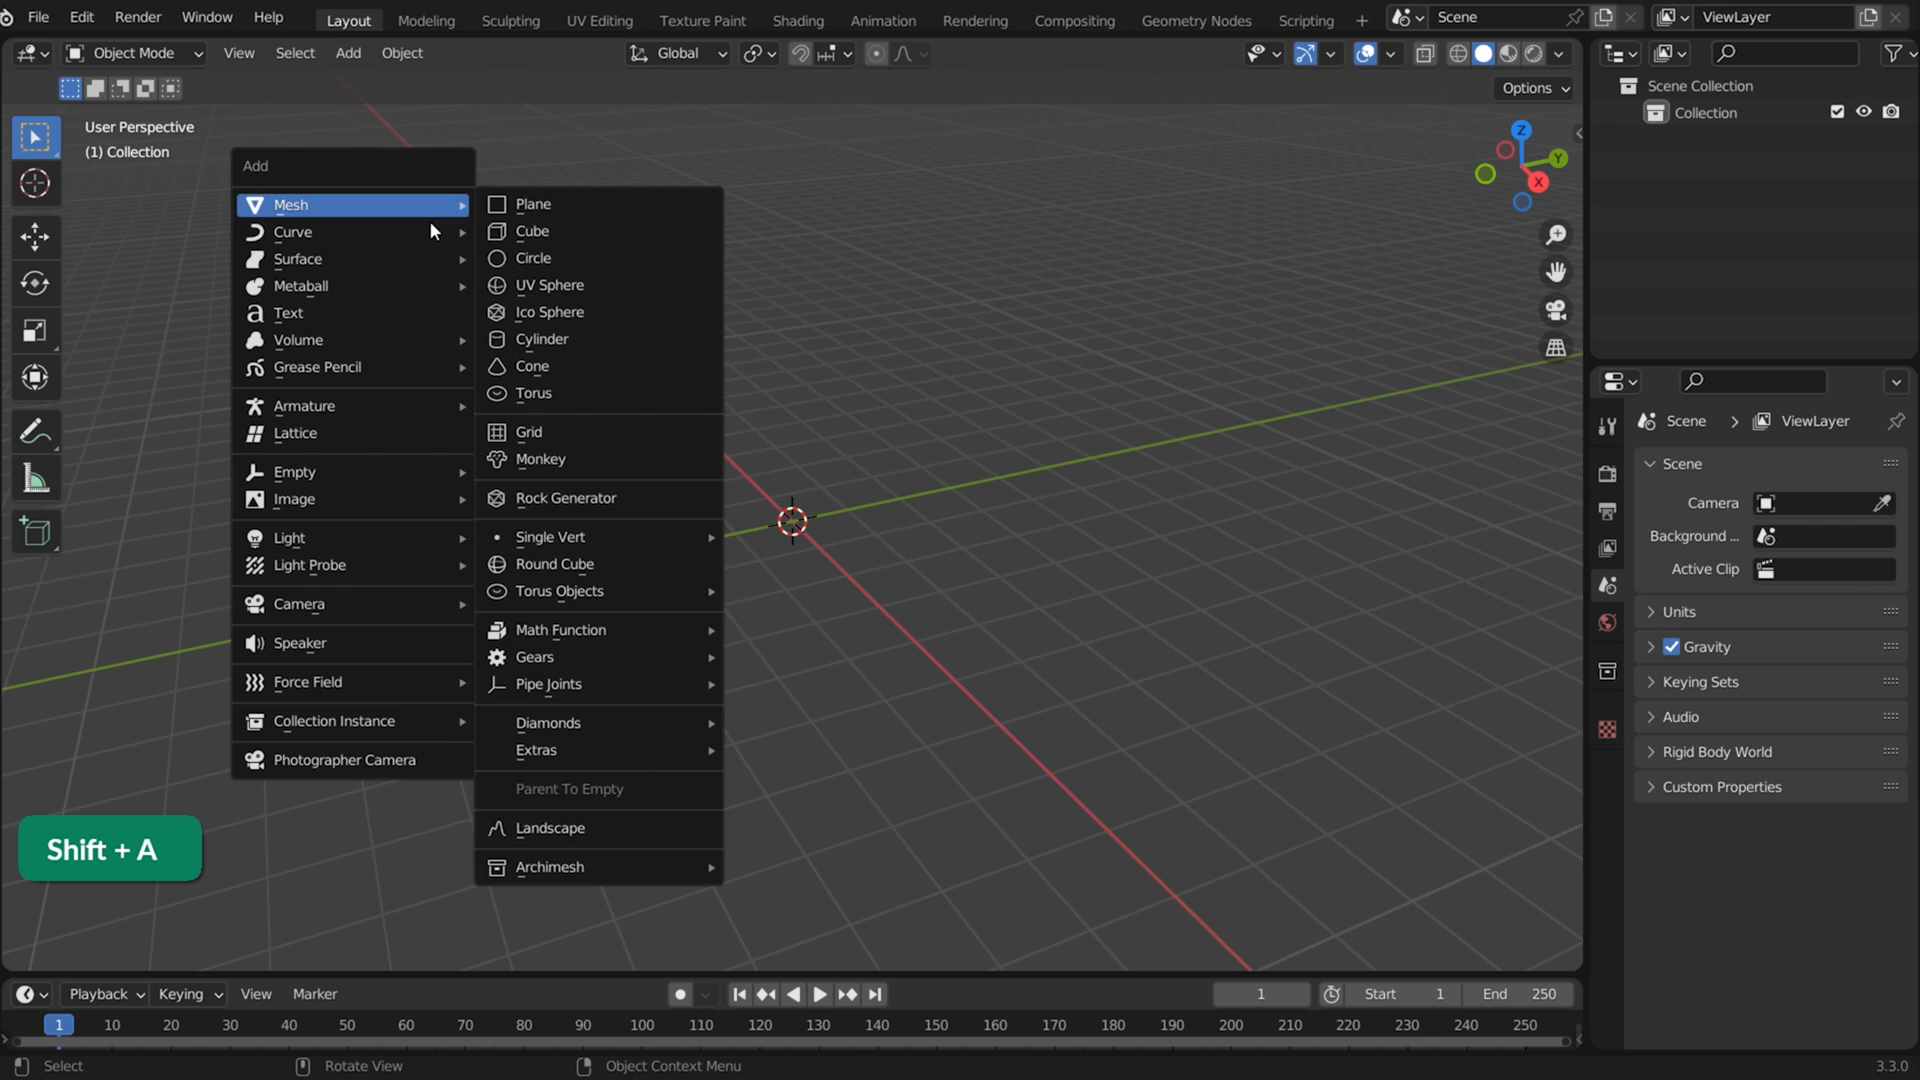 File Edit Render Window Help Layout Modeling Sculpting UV Editing Texture Paint Shading Animation Rendering Compositing Geometry Nodes Scripting + Scene ViewLayer
Object Mode View Select Add Object Global
Options
User Perspective
(1) Collection
Add
Mesh
Curve
Surface
Metaball
Text
Volume
Grease Pencil
Armature
Lattice
Empty
Image
Light
Light Probe
Camera
Speaker
Force Field
Collection Instance
Photographer Camera
Plane
Cube
Circle
UV Sphere
Ico Sphere
Cylinder
Cone
Torus
Grid
Monkey
Rock Generator
Single Vert
Round Cube
Torus Objects
Math Function
Gears
Pipe Joints
Diamonds
Extras
Parent To Empty
Landscape
Archimesh
Z
Y
X
Shift + A
Scene Collection
Collection
Scene > ViewLayer
Scene
Camera
Background ...
Active Clip
Units
Gravity
Keying Sets
Audio
Rigid Body World
Custom Properties
Playback Keying View Marker 1 Start 1 End 250
1 10 20 30 40 50 60 70 80 90 100 110 120 130 140 150 160 170 180 190 200 210 220 230 240 250
Select Rotate View Object Context Menu 3.3.0